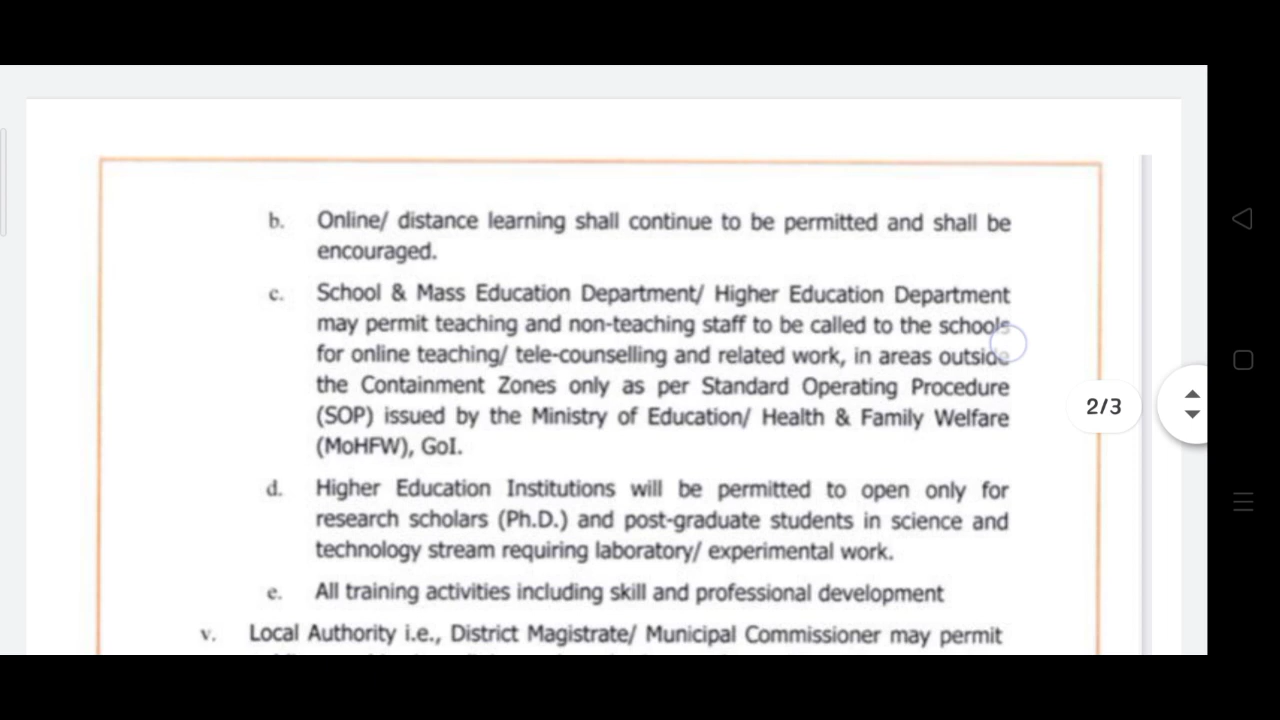 b. Online/ distance learning shall continue to be permitted and shall be
encouraged.
c. School & Mass Education Department/ Higher Education Department
may permit teaching and non-teaching staff to be called to the schools
for online teaching/ tele-counselling and related work, in areas outside
the Containment Zones only as per Standard Operating Procedure
(SOP) issued by the Ministry of Education/ Health & Family Welfare
(MoHFW), GoI.
2/3
d. Higher Education Institutions will be permitted to open only for
research scholars (Ph.D.) and post-graduate students in science and
technology stream requiring laboratory/ experimental work.
e. All training activities including skill and professional development
v. Local Authority i.e., District Magistrate/ Municipal Commissioner may permit